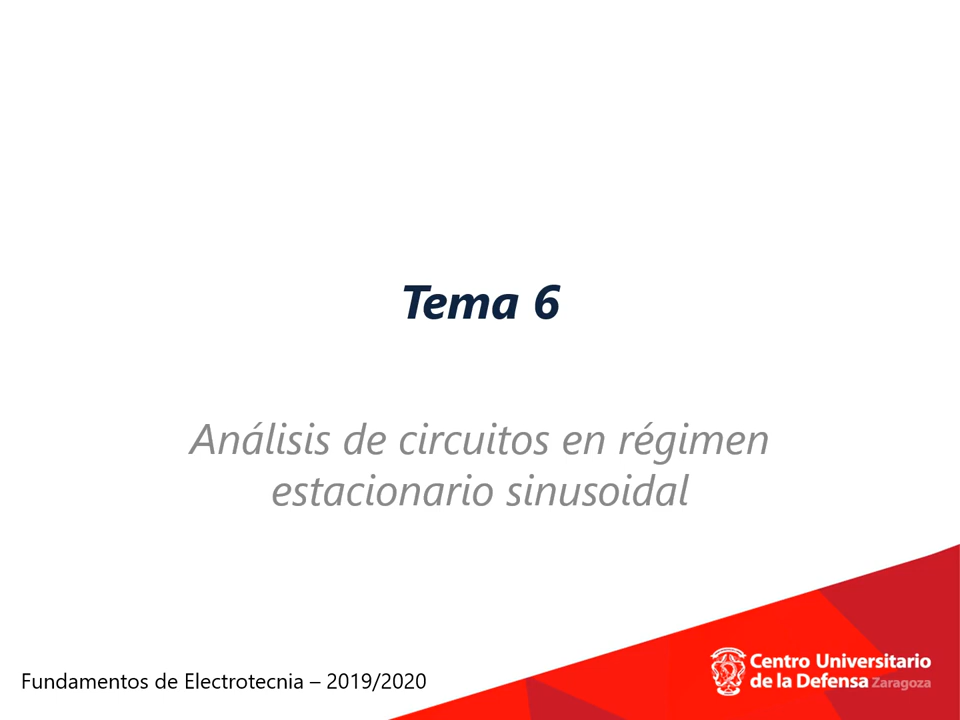 Tema 6
Análisis de circuitos en régimen
estacionario sinusoidal
Fundamentos de Electrotecnia – 2019/2020
Centro Universitario
de la Defensa Zaragoza